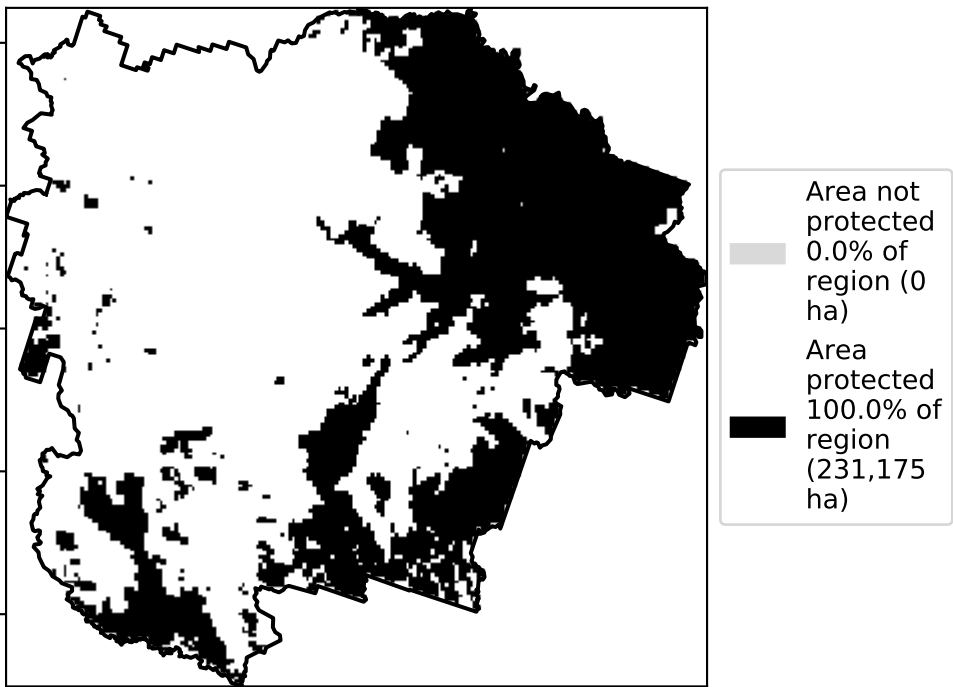 Area not
protected
0.0% of
region (0
ha)
Area
protected
100.0% of
region
(231,175
ha)